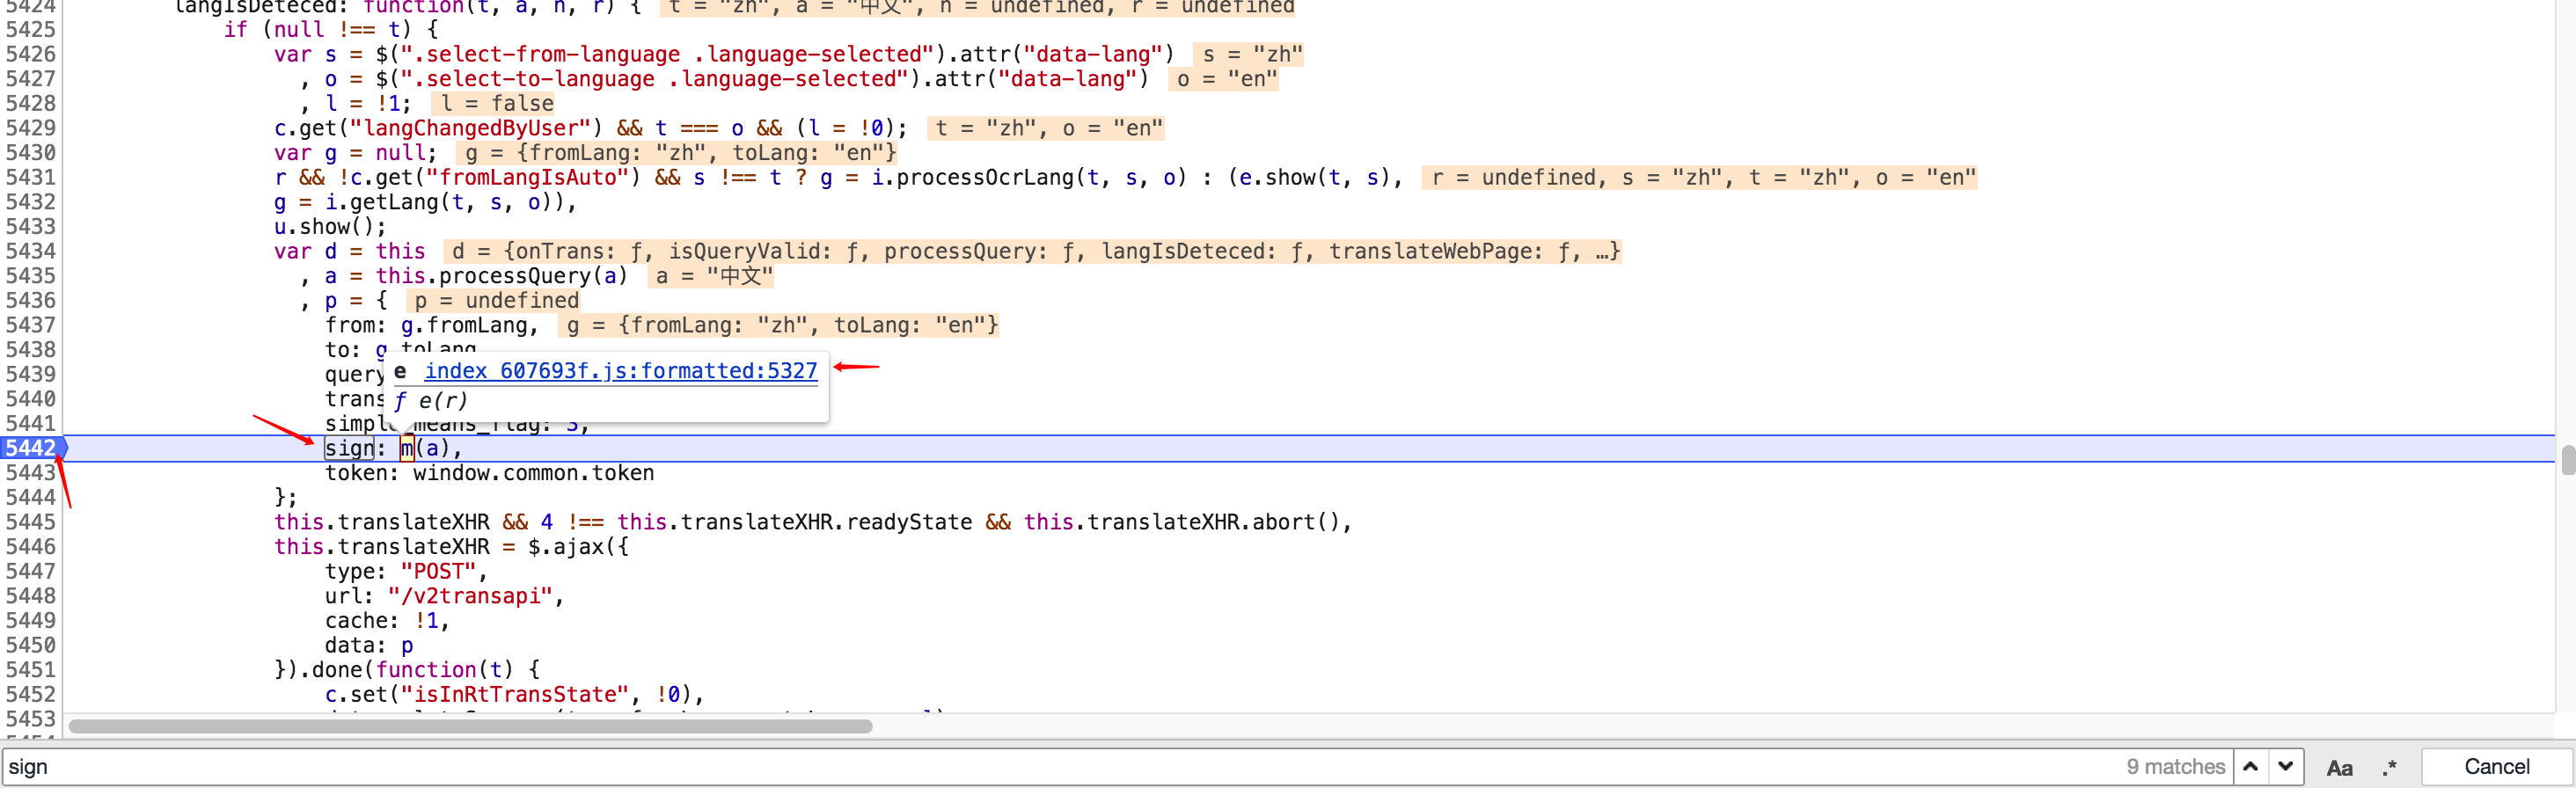 5424 langIsDeteced: function(t, a, n, r) { t = "zh", a = "中文", n = undefined, r = undefined
5425 if (null !== t) {
5426 var s = $(".select-from-language .language-selected").attr("data-lang") s = "zh"
5427 , o = $(".select-to-language .language-selected").attr("data-lang") o = "en"
5428 , l = !1; l = false
5429 c.get("langChangedByUser") && t === o && (l = !0); t = "zh", o = "en"
5430 var g = null; g = {fromLang: "zh", toLang: "en"}
5431 r && !c.get("fromLangIsAuto") && s !== t ? g = i.processOcrLang(t, s, o) : (e.show(t, s), r = undefined, s = "zh", t = "zh", o = "en"
5432 g = i.getLang(t, s, o)),
5433 u.show();
5434 var d = this d = {onTrans: ƒ, isQueryValid: ƒ, processQuery: ƒ, langIsDeteced: ƒ, translateWebPage: ƒ, …}
5435 , a = this.processQuery(a) a = "中文"
5436 , p = { p = undefined
5437 from: g.fromLang, g = {fromLang: "zh", toLang: "en"}
5438 to: g.toLang
5439 query
e index_607693f.js:formatted:5327
5440 trans
ƒ e(r)
5441 simple_means_flag: 3,
5442 sign: m(a),
5443 token: window.common.token
5444 };
5445 this.translateXHR && 4 !== this.translateXHR.readyState && this.translateXHR.abort(),
5446 this.translateXHR = $.ajax({
5447 type: "POST",
5448 url: "/v2transapi",
5449 cache: !1,
5450 data: p
5451 }).done(function(t) {
5452 c.set("isInRtTransState", !0),
5453
sign 9 matches Aa .* Cancel